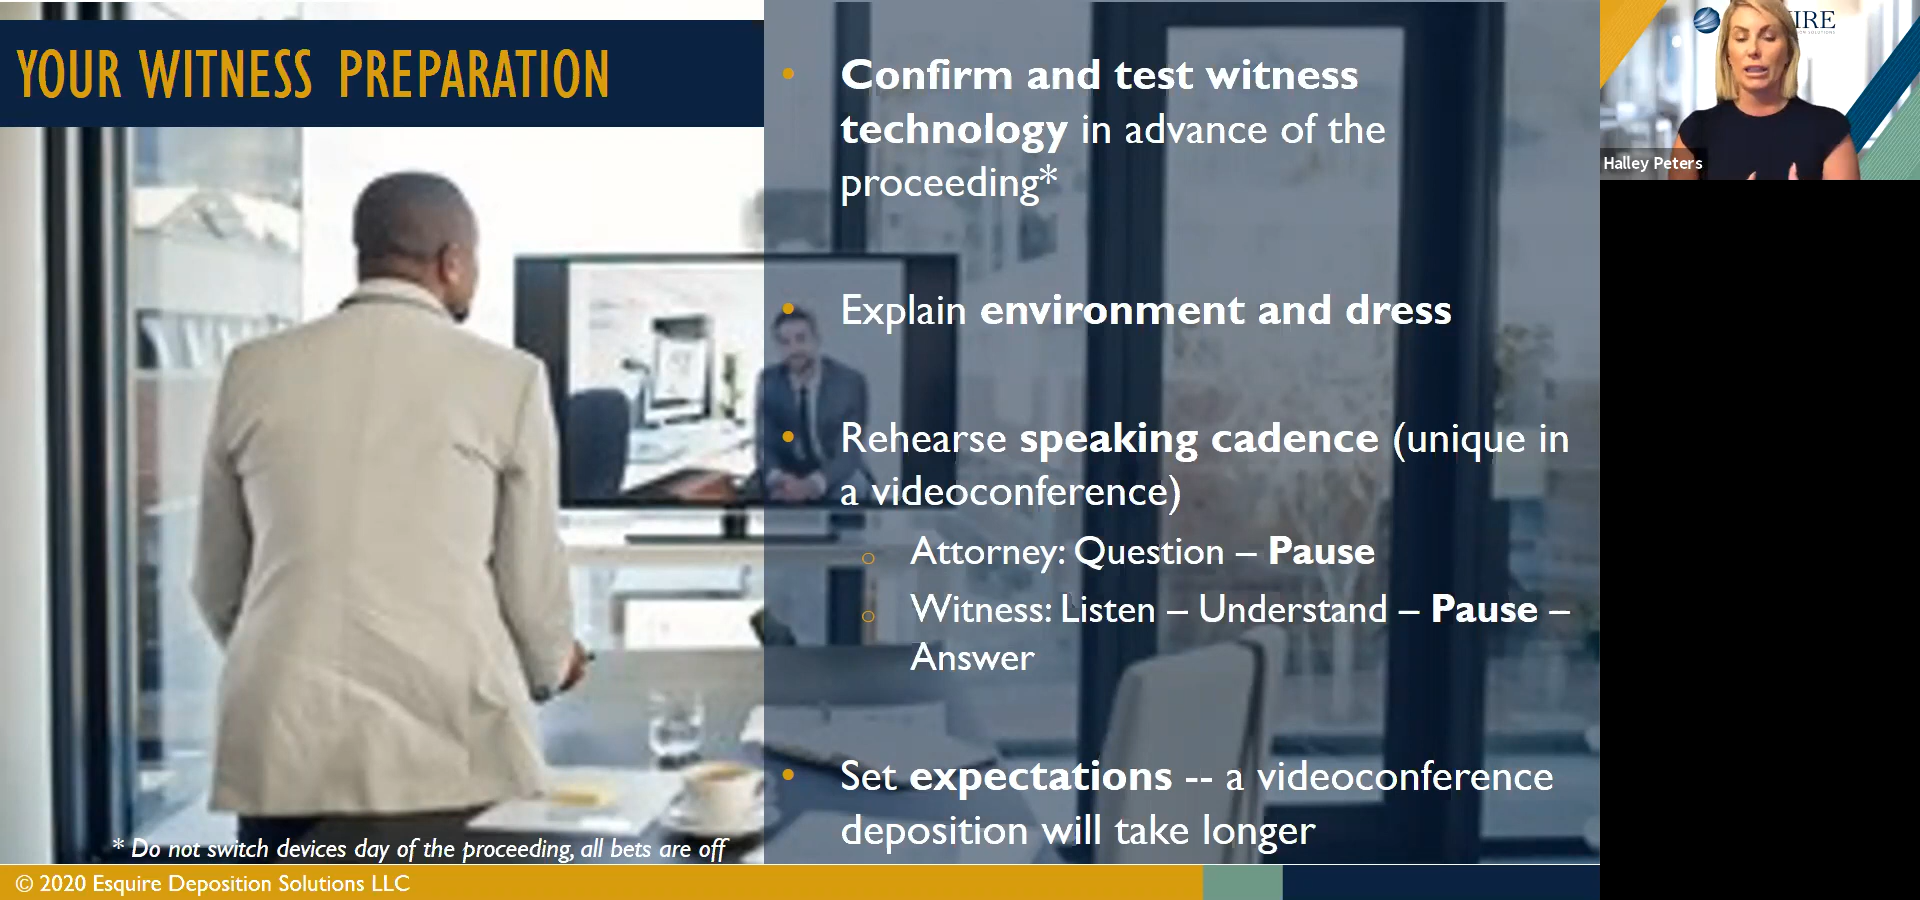 YOUR WITNESS PREPARATION
• Confirm and test witness
technology in advance of the
proceeding*
• Explain environment and dress
• Rehearse speaking cadence (unique in
a videoconference)
○ Attorney: Question – Pause
○ Witness: Listen – Understand – Pause –
Answer
• Set expectations -- a videoconference
deposition will take longer
* Do not switch devices day of the proceeding, all bets are off
© 2020 Esquire Deposition Solutions LLC
IRE
Halley Peters